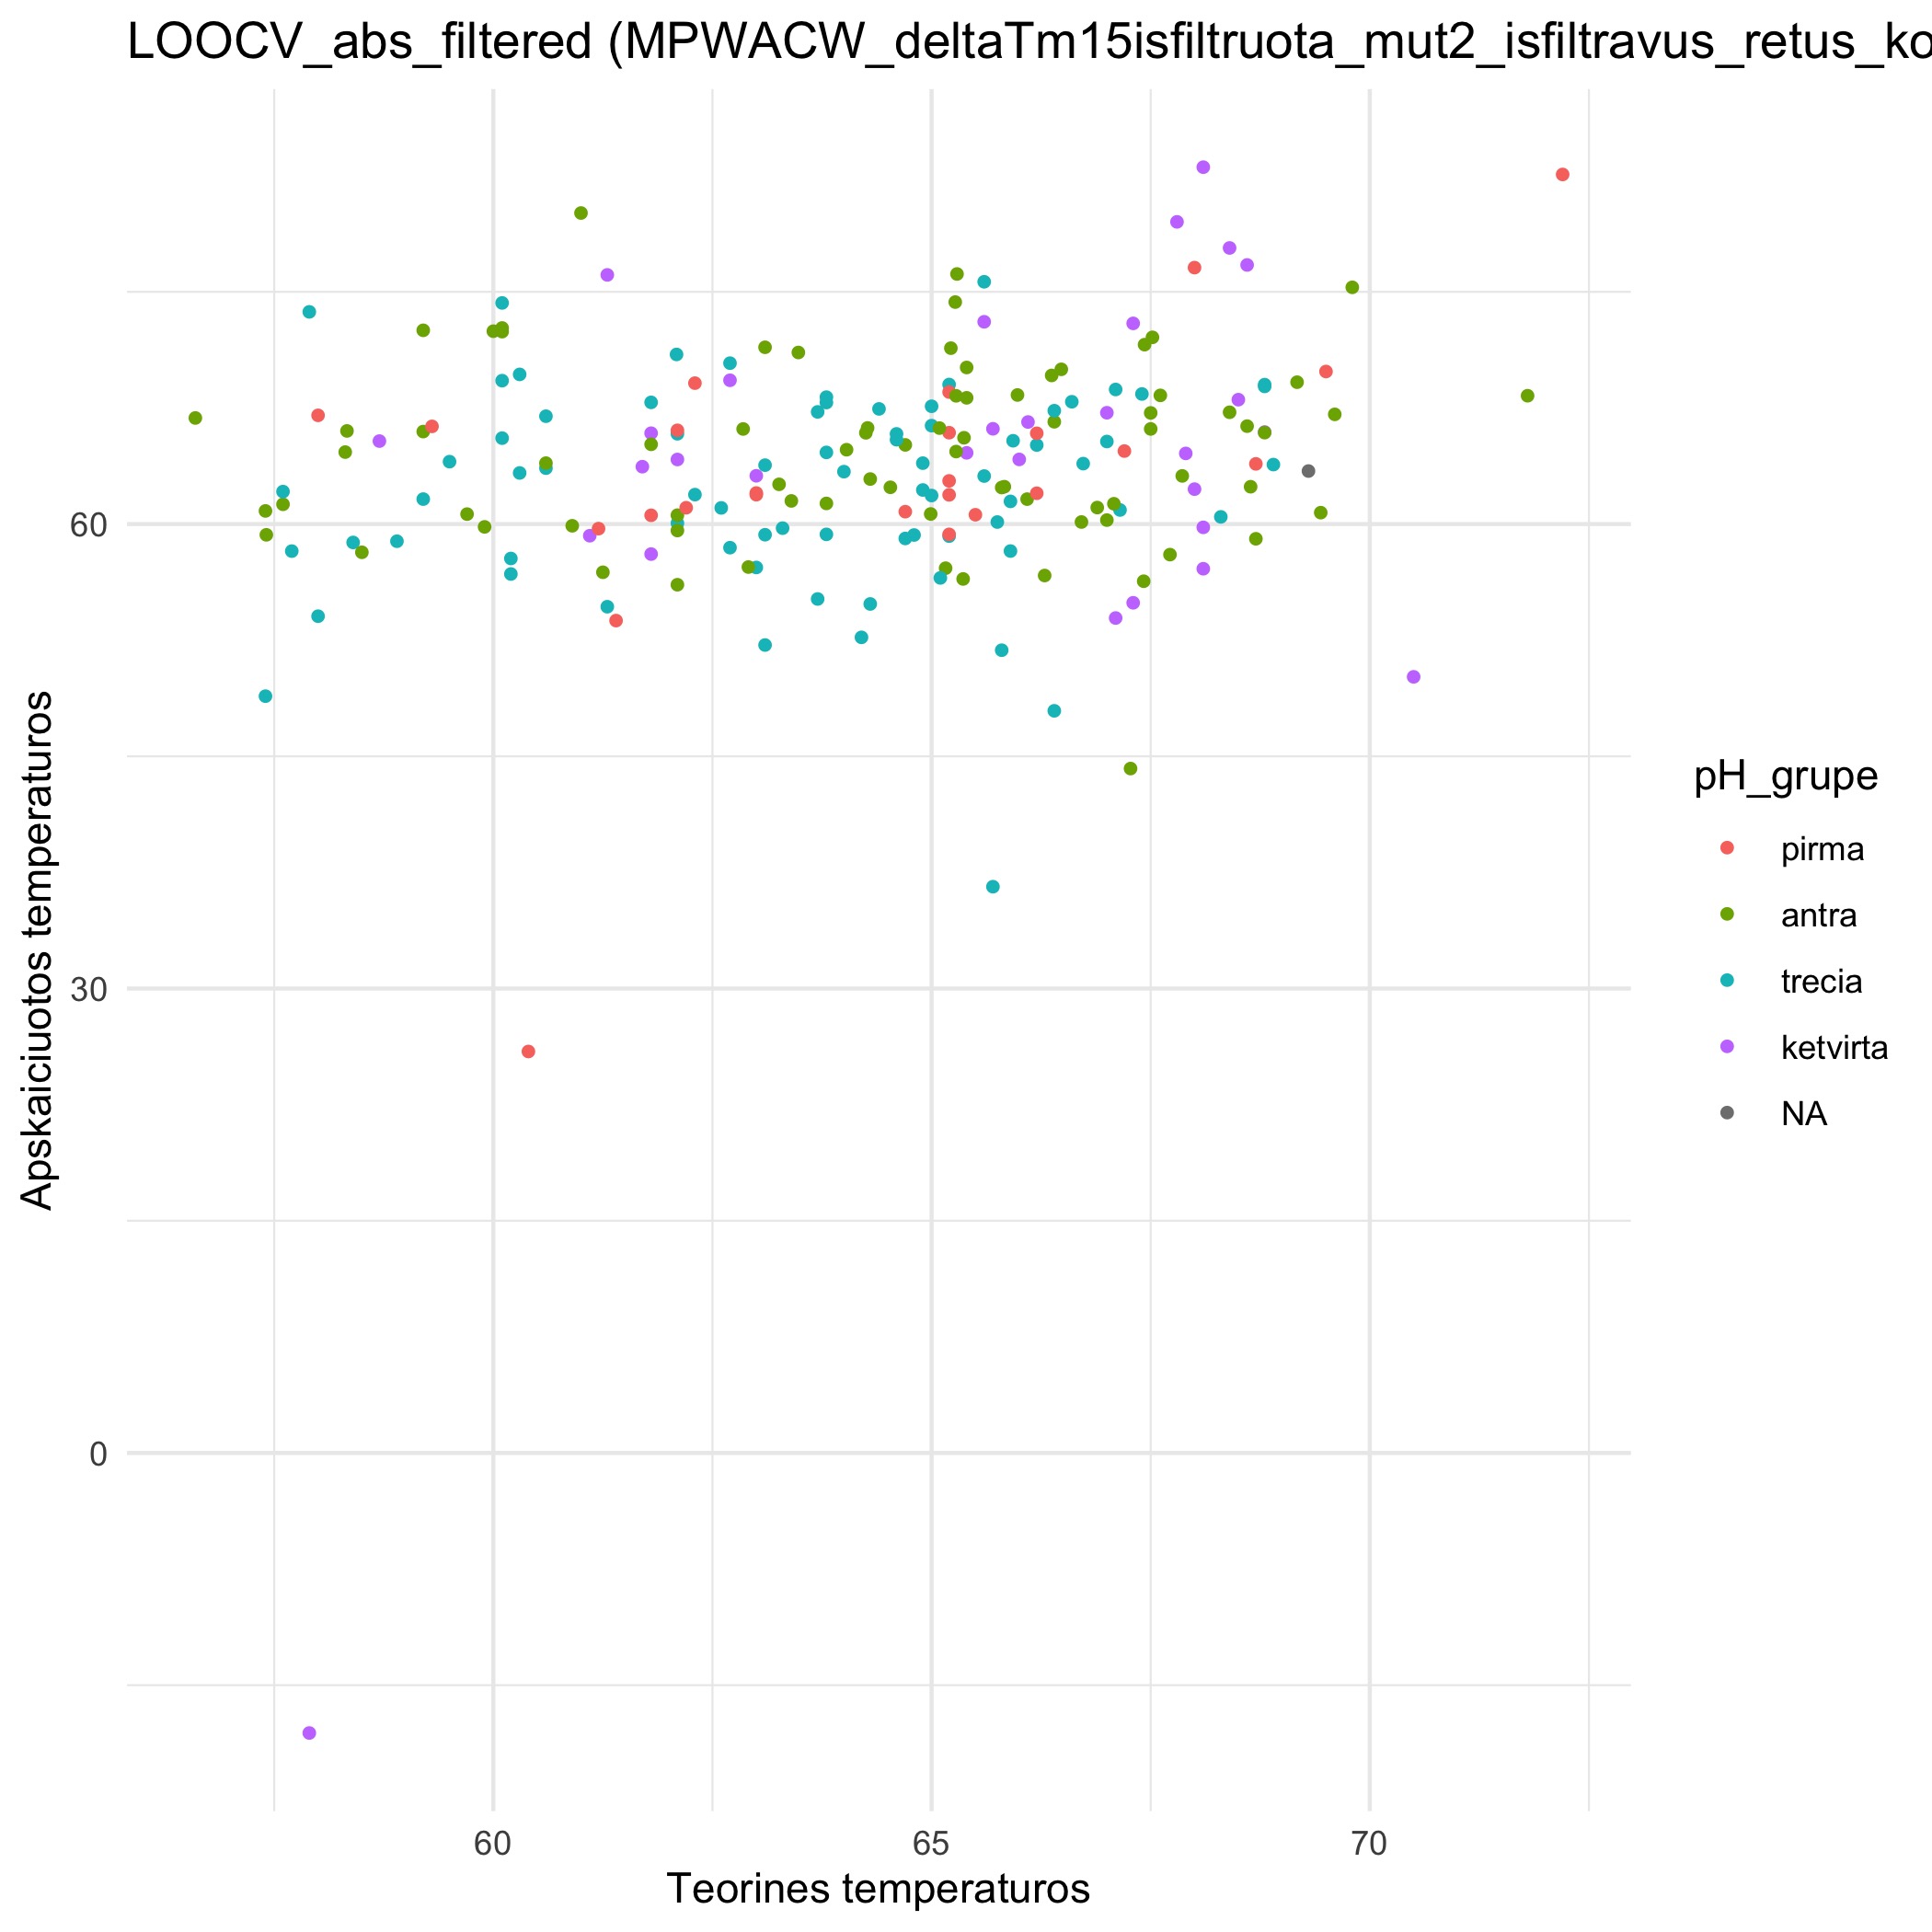 LOOCV_abs_filtered (MPWACW_deltaTm15isfiltruota_mut2_isfiltravus_retus_ko
Apskaiciuotos temperaturos
60
30
0
60
65
70
Teorines temperaturos
pH_grupe
pirma
antra
trecia
ketvirta
NA